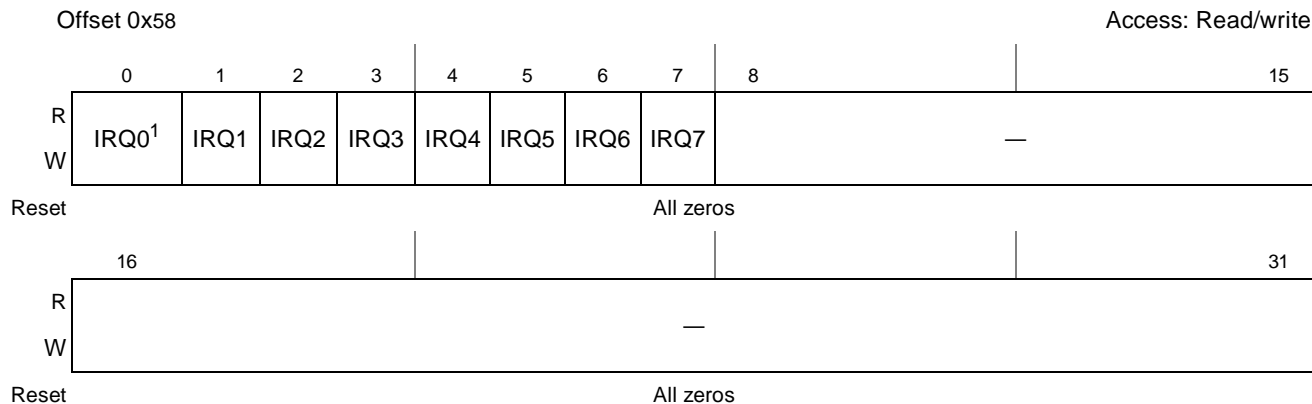 Offset 0x58 Access: Read/write
0 1 2 3 4 5 6 7 8 15
R
IRQ0¹ IRQ1 IRQ2 IRQ3 IRQ4 IRQ5 IRQ6 IRQ7 —
W
Reset All zeros
16 31
R
—
W
Reset All zeros